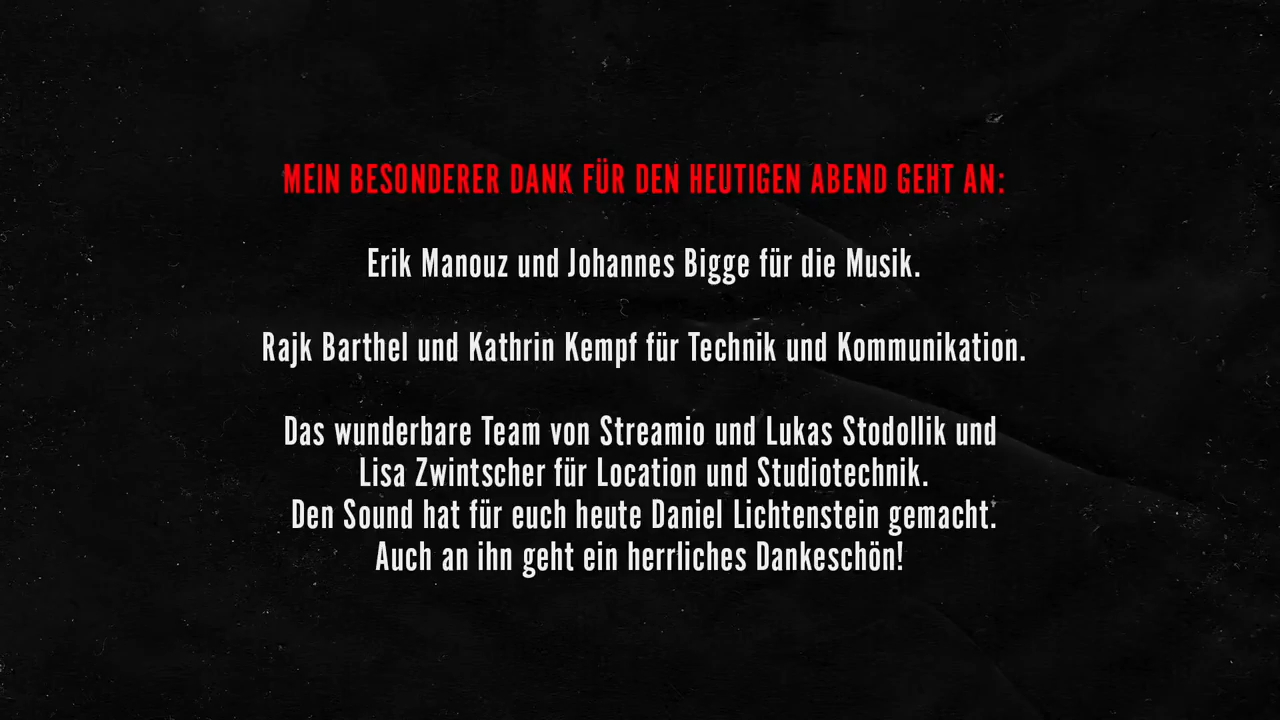 MEIN BESONDERER DANK FÜR DEN HEUTIGEN ABEND GEHT AN:
Erik Manouz und Johannes Bigge für die Musik.
Rajk Barthel und Kathrin Kempf für Technik und Kommunikation.
Das wunderbare Team von Streamio und Lukas Stodollik und
Lisa Zwintscher für Location und Studiotechnik.
Den Sound hat für euch heute Daniel Lichtenstein gemacht.
Auch an ihn geht ein herrliches Dankeschön!